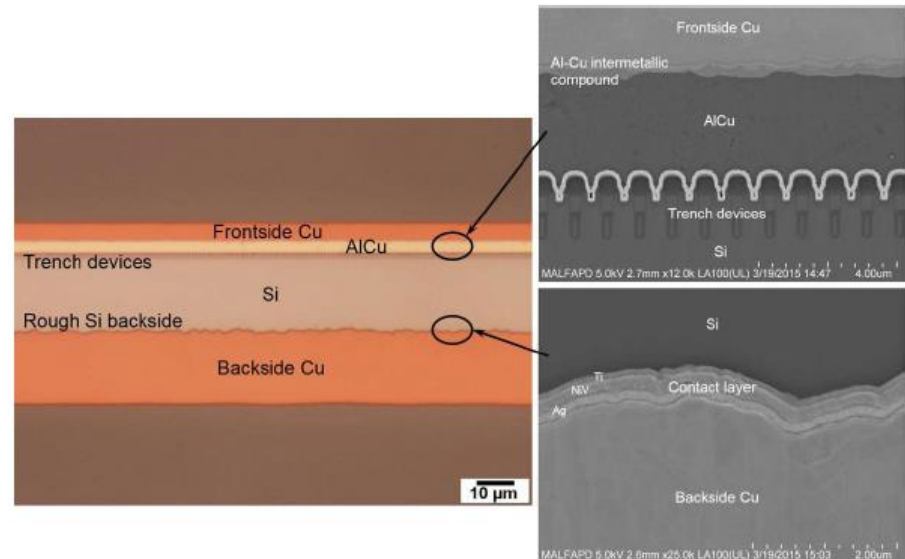 Frontside Cu
AlCu
Trench devices
Si
Rough Si backside
Backside Cu
10 µm
Frontside Cu
Al-Cu intermetallic
compound
AlCu
Trench devices
Si
MALFAPD 5.0kV 2.7mm x12.0k LA100(UL) 3/19/2015 14:47 4.00um
Si
Ti
NiV
Contact layer
Ag
Backside Cu
MALFAPD 5.0kV 2.6mm x25.0k LA100(UL) 3/19/2015 15:03 2.00um